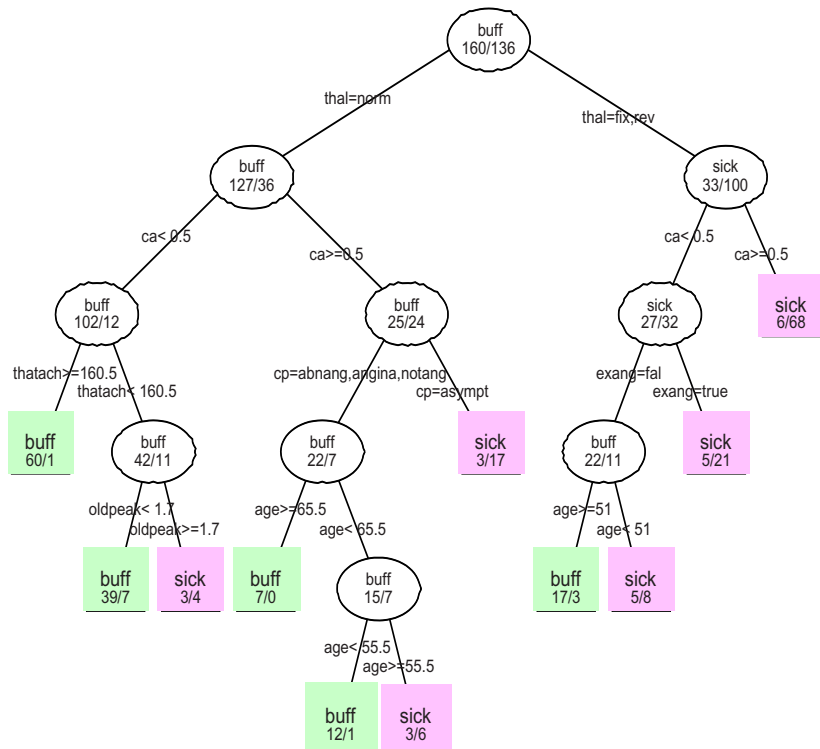 buff
160/136
thal=norm
thal=fix,rev
buff
127/36
sick
33/100
ca< 0.5
ca>=0.5
ca< 0.5
ca>=0.5
buff
102/12
buff
25/24
sick
27/32
sick
6/68
thatach>=160.5
thatach< 160.5
cp=abnang,angina,notang
cp=asympt
exang=fal
exang=true
buff
60/1
buff
42/11
buff
22/7
sick
3/17
buff
22/11
sick
5/21
oldpeak< 1.7
oldpeak>=1.7
age>=65.5
age< 65.5
age>=51
age< 51
buff
39/7
sick
3/4
buff
7/0
buff
15/7
buff
17/3
sick
5/8
age< 55.5
age>=55.5
buff
12/1
sick
3/6